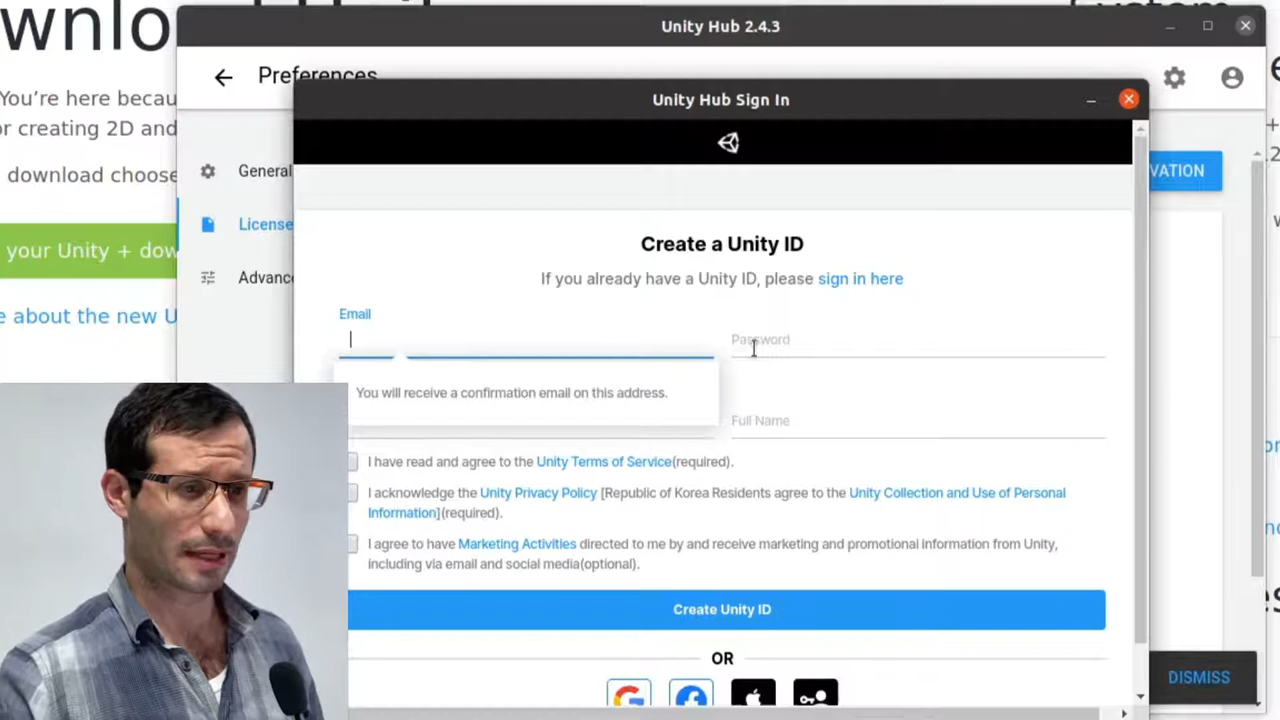 Unity Hub 2.4.3
Preferences
You're here becau
or creating 2D and
download choose
your Unity + dow
e about the new U
General
License
Advanc
VATION
DISMISS
Unity Hub Sign In
Create a Unity ID
If you already have a Unity ID, please sign in here
Email
Password
You will receive a confirmation email on this address.
Full Name
I have read and agree to the Unity Terms of Service(required).
I acknowledge the Unity Privacy Policy [Republic of Korea Residents agree to the Unity Collection and Use of Personal
Information](required).
I agree to have Marketing Activities directed to me by and receive marketing and promotional information from Unity,
including via email and social media(optional).
Create Unity ID
OR